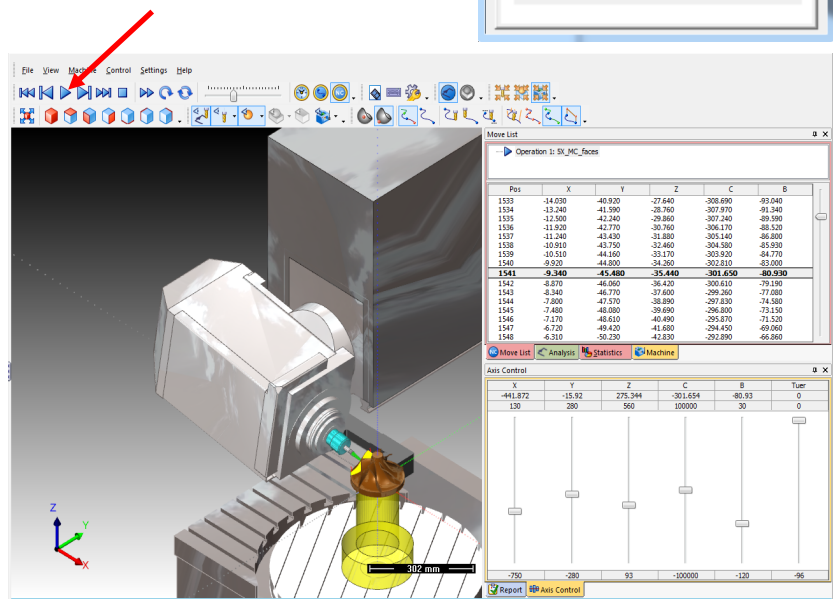 File View Machine Control Settings Help
NC
Move List
Operation 1: 5X_MC_faces
Pos X Y Z C B
1533 -14.030 -40.920 -27.640 -308.690 -93.040
1534 -13.240 -41.590 -28.760 -307.970 -91.340
1535 -12.500 -42.240 -29.860 -307.240 -89.590
1536 -11.920 -42.770 -30.760 -306.170 -88.520
1537 -11.240 -43.430 -31.880 -305.140 -86.800
1538 -10.910 -43.750 -32.460 -304.580 -85.930
1539 -10.510 -44.160 -33.170 -303.920 -84.770
1540 -9.920 -44.800 -34.260 -302.810 -83.000
1541 -9.340 -45.480 -35.440 -301.650 -80.930
1542 -8.870 -46.060 -36.420 -300.610 -79.190
1543 -8.340 -46.770 -37.600 -299.260 -77.080
1544 -7.800 -47.570 -38.890 -297.830 -74.580
1545 -7.480 -48.080 -39.690 -296.800 -73.150
1546 -7.170 -48.610 -40.490 -295.870 -71.520
1547 -6.720 -49.420 -41.680 -294.450 -69.060
1548 -6.310 -50.230 -42.830 -292.890 -66.860
NC Move List Analysis Statistics Machine
Axis Control
X Y Z C B Tuer
-441.872 -15.92 275.344 -301.654 -80.93 0
130 280 560 100000 30 0
-750 -280 93 -100000 -120 -96
Report Axis Control
Z
Y
X
302 mm